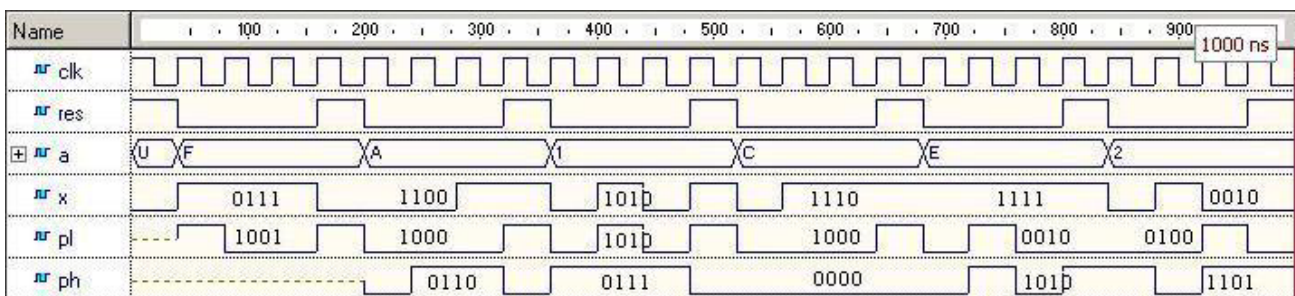 Name 100 200 300 400 500 600 700 800 900
1000 ns
clk
res
a U F A 1 C E 2
x 0111 1100 1010 1110 1111 0010
pl 1001 1000 1010 1000 0010 0100
ph 0110 0111 0000 1010 1101